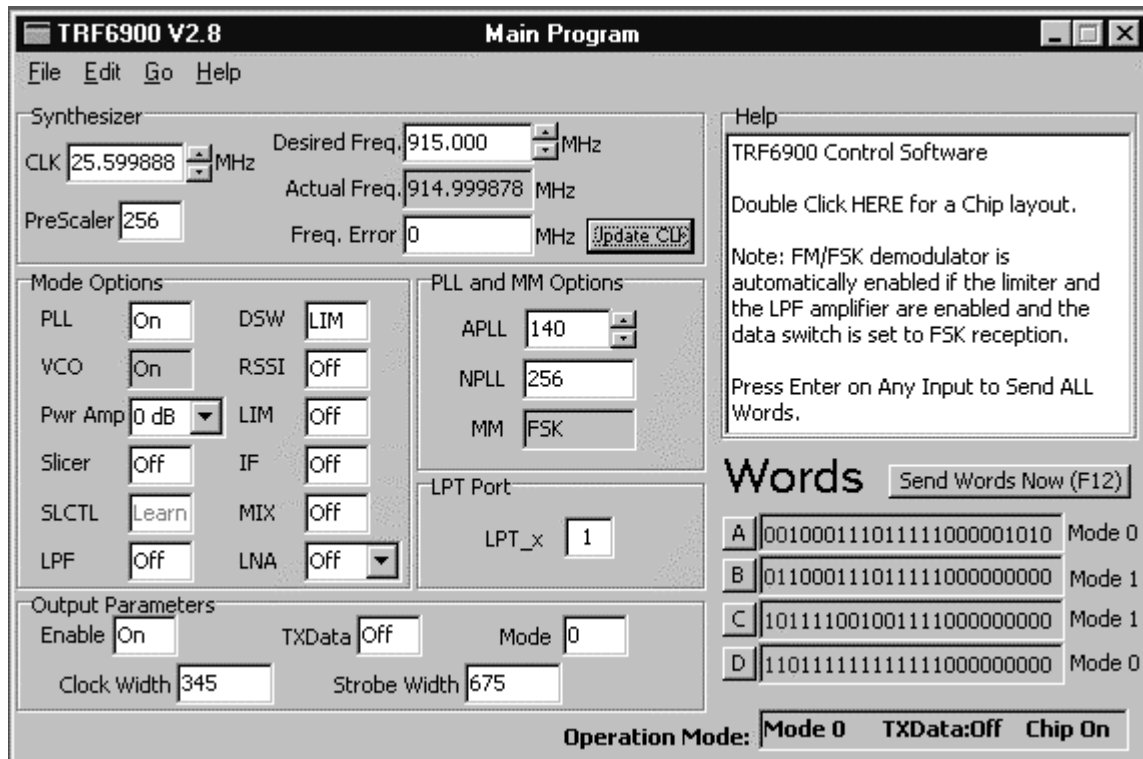 TRF6900 V2.8 Main Program
File Edit Go Help
Synthesizer
CLK 25.599888 MHz
PreScaler 256
Desired Freq. 915.000 MHz
Actual Freq. 914.999878 MHz
Freq. Error 0 MHz Update CLK
Mode Options
PLL On DSW LIM
VCO On RSSI Off
Pwr Amp 0 dB LIM Off
Slicer Off IF Off
SLCTL Learn MIX Off
LPF Off LNA Off
PLL and MM Options
APLL 140
NPLL 256
MM FSK
LPT Port
LPT_x 1
Output Parameters
Enable On TXData Off Mode 0
Clock Width 345 Strobe Width 675
Help
TRF6900 Control Software
Double Click HERE for a Chip layout.
Note: FM/FSK demodulator is
automatically enabled if the limiter and
the LPF amplifier are enabled and the
data switch is set to FSK reception.
Press Enter on Any Input to Send ALL
Words.
Words Send Words Now (F12)
A 001000111011111000001010 Mode 0
B 011000111011111000000000 Mode 1
C 101111001001111000000000 Mode 1
D 110111111111111000000000 Mode 0
Operation Mode: Mode 0 TXData:Off Chip On